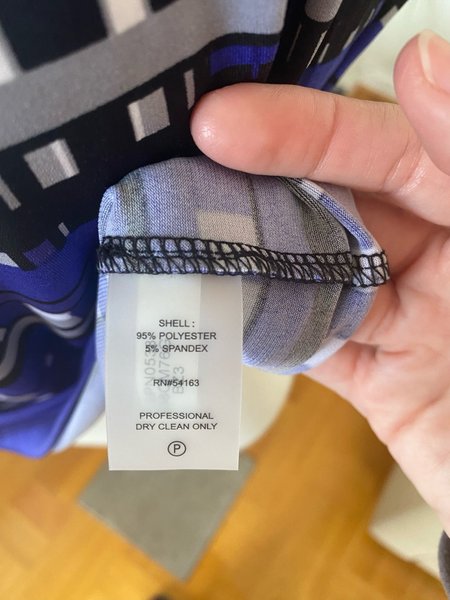 SHELL :
95% POLYESTER
5% SPANDEX
RN#54163
PROFESSIONAL
DRY CLEAN ONLY
P